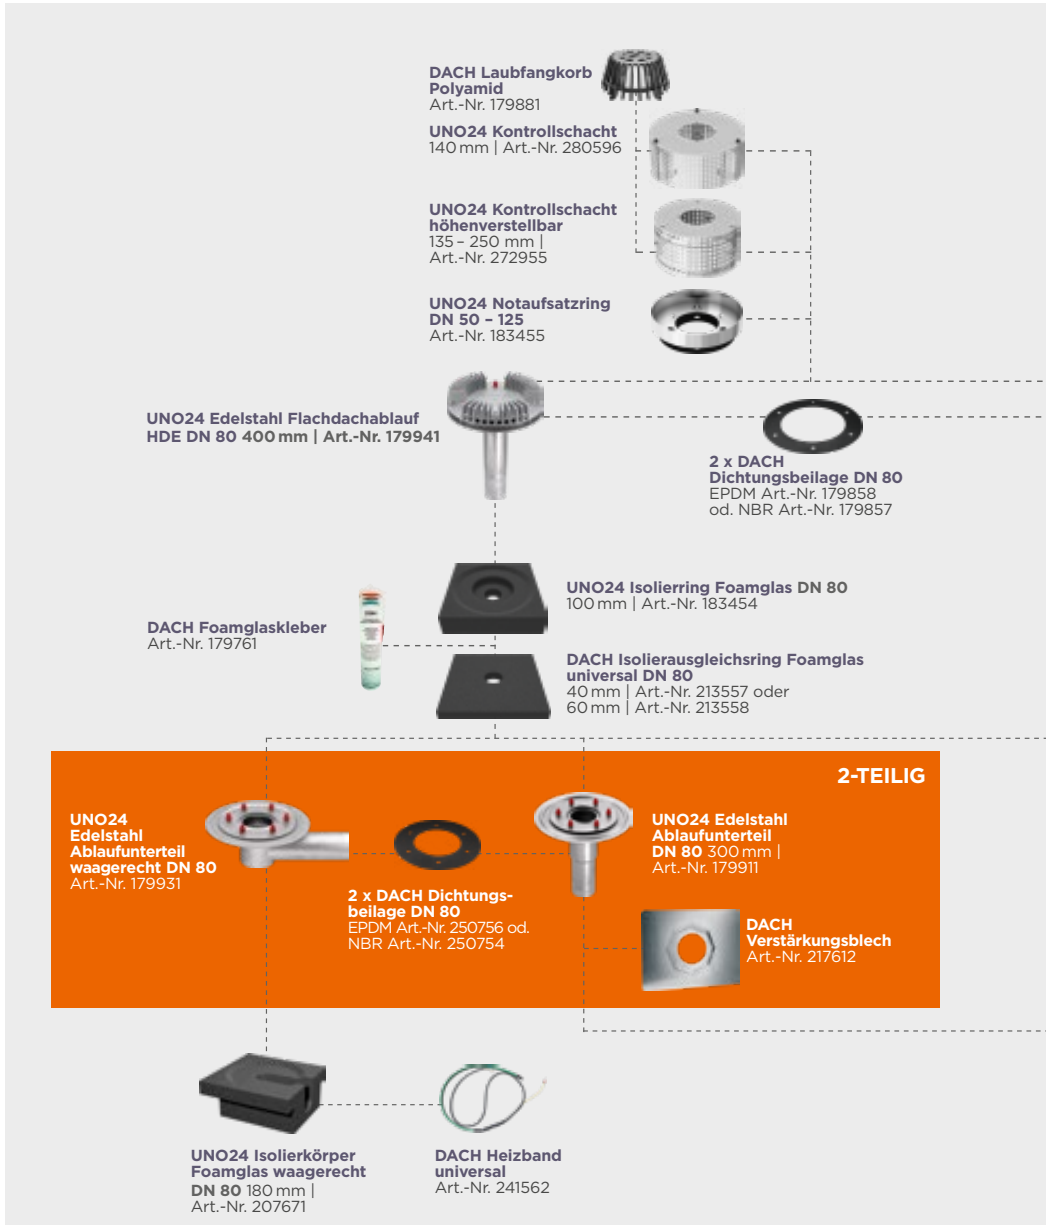 DACH Laubfangkorb
Polyamid
Art.-Nr. 179881
UNO24 Kontrollschacht
140 mm | Art.-Nr. 280596
UNO24 Kontrollschacht
höhenverstellbar
135 – 250 mm |
Art.-Nr. 272955
UNO24 Notaufsatzring
DN 50 – 125
Art.-Nr. 183455
UNO24 Edelstahl Flachdachablauf
HDE DN 80 400 mm | Art.-Nr. 179941
2 x DACH
Dichtungsbeilage DN 80
EPDM Art.-Nr. 179858
od. NBR Art.-Nr. 179857
UNO24 Isolierring Foamglas DN 80
100 mm | Art.-Nr. 183454
DACH Foamglaskleber
Art.-Nr. 179761
DACH Isolierausgleichsring Foamglas
universal DN 80
40 mm | Art.-Nr. 213557 oder
60 mm | Art.-Nr. 213558
2-TEILIG
UNO24
Edelstahl
Ablaufunterteil
waagerecht DN 80
Art.-Nr. 179931
2 x DACH Dichtungs-
beilage DN 80
EPDM Art.-Nr. 250756 od.
NBR Art.-Nr. 250754
UNO24 Edelstahl
Ablaufunterteil
DN 80 300 mm |
Art.-Nr. 179911
DACH
Verstärkungsblech
Art.-Nr. 217612
UNO24 Isolierkörper
Foamglas waagerecht
DN 80 180 mm |
Art.-Nr. 207671
DACH Heizband
universal
Art.-Nr. 241562